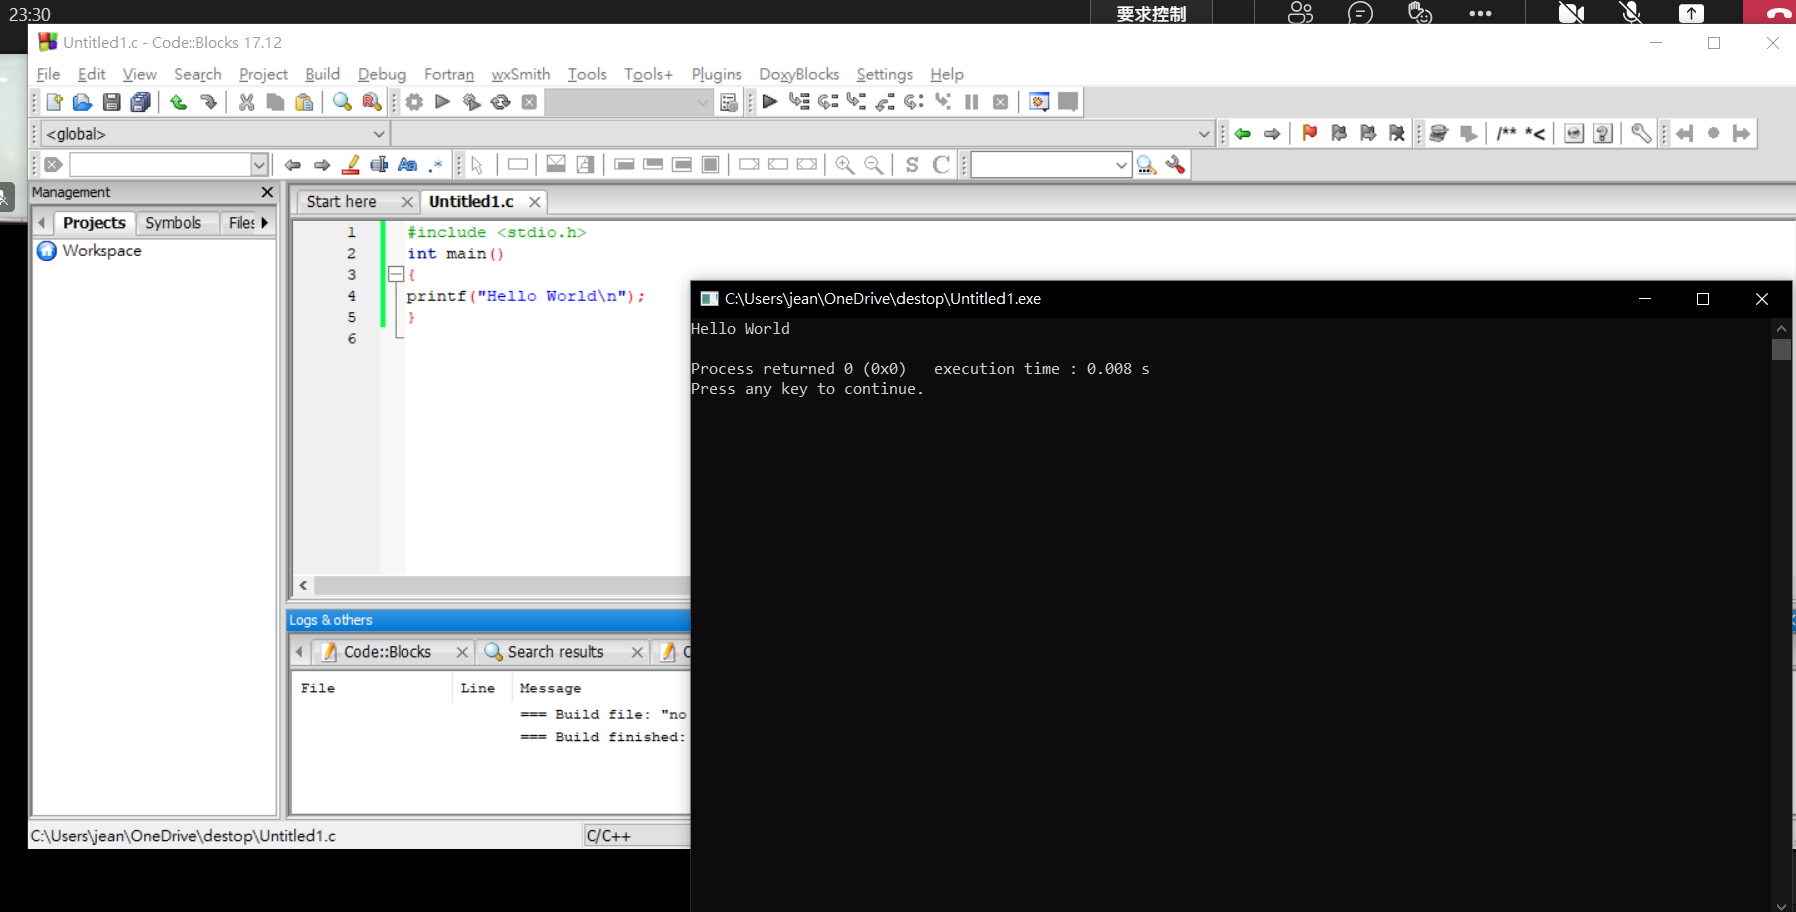 23:30
要求控制
Untitled1.c - Code::Blocks 17.12
File Edit View Search Project Build Debug Fortran wxSmith Tools Tools+ Plugins DoxyBlocks Settings Help
<global>
/** *<
S C
Management
Projects Symbols Files
Workspace
Start here Untitled1.c
1 #include <stdio.h>
2 int main()
3 {
4 printf("Hello World\n");
5 }
6
C:\Users\jean\OneDrive\destop\Untitled1.exe
Hello World
Process returned 0 (0x0)   execution time : 0.008 s
Press any key to continue.
Logs & others
Code::Blocks Search results
File Line Message
=== Build file: "no
=== Build finished:
C:\Users\jean\OneDrive\destop\Untitled1.c C/C++